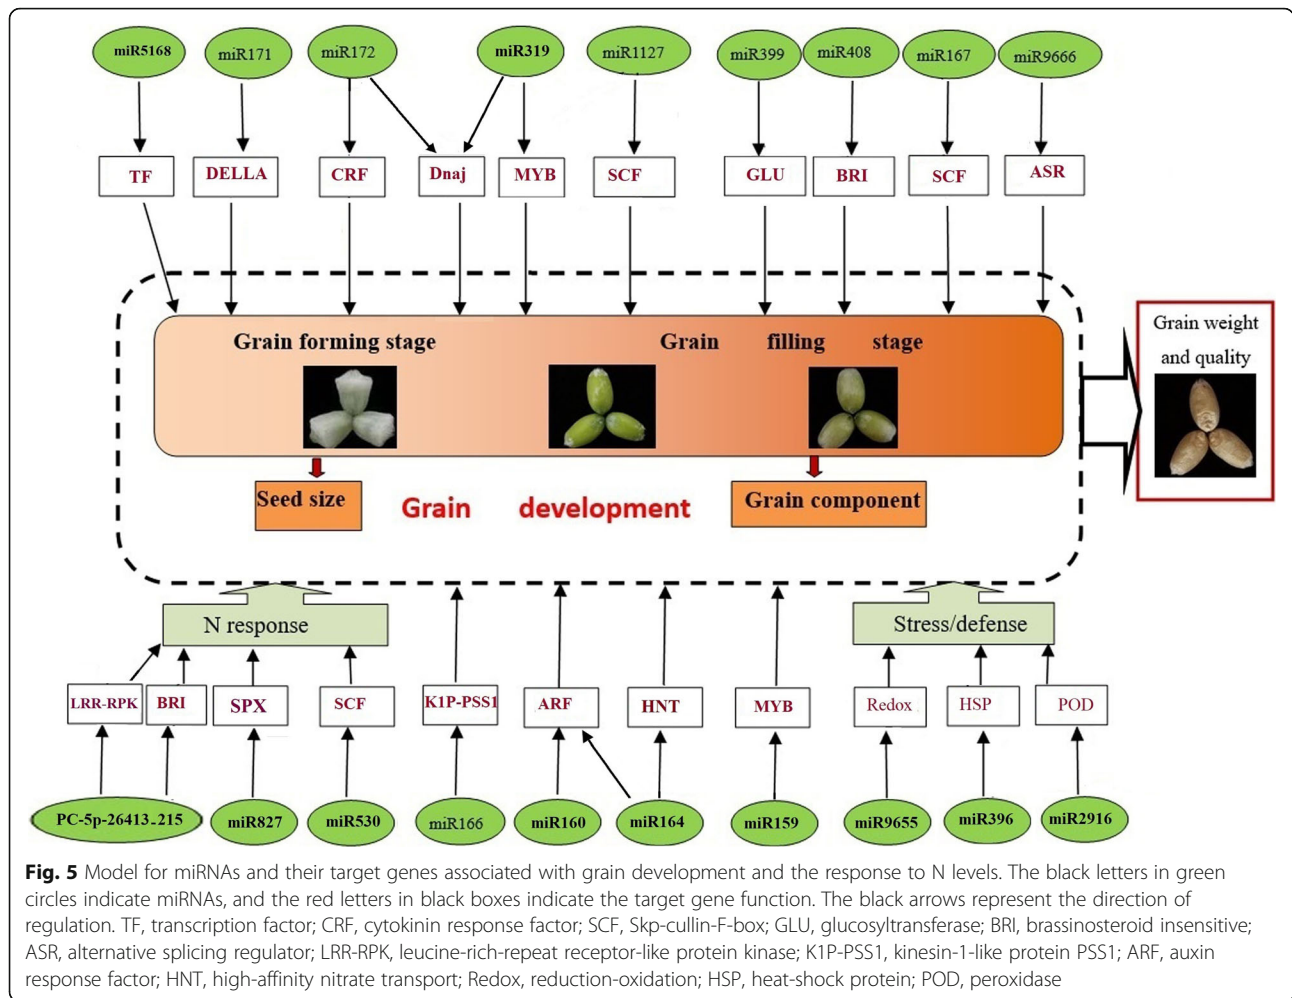 miR5168 miR171 miR172 miR319 miR1127 miR399 miR408 miR167 miR9666
TF DELLA CRF Dnaj MYB SCF GLU BRI SCF ASR
Grain forming stage Grain filling stage
Grain weight
and quality
Seed size Grain development Grain component
N response Stress/defense
LRR-RPK BRI SPX SCF K1P-PSS1 ARF HNT MYB Redox HSP POD
PC-5p-26413-215 miR827 miR530 miR166 miR160 miR164 miR159 miR9655 miR396 miR2916
Fig. 5 Model for miRNAs and their target genes associated with grain development and the response to N levels. The black letters in green
circles indicate miRNAs, and the red letters in black boxes indicate the target gene function. The black arrows represent the direction of
regulation. TF, transcription factor; CRF, cytokinin response factor; SCF, Skp-cullin-F-box; GLU, glucosyltransferase; BRI, brassinosteroid insensitive;
ASR, alternative splicing regulator; LRR-RPK, leucine-rich-repeat receptor-like protein kinase; K1P-PSS1, kinesin-1-like protein PSS1; ARF, auxin
response factor; HNT, high-affinity nitrate transport; Redox, reduction-oxidation; HSP, heat-shock protein; POD, peroxidase